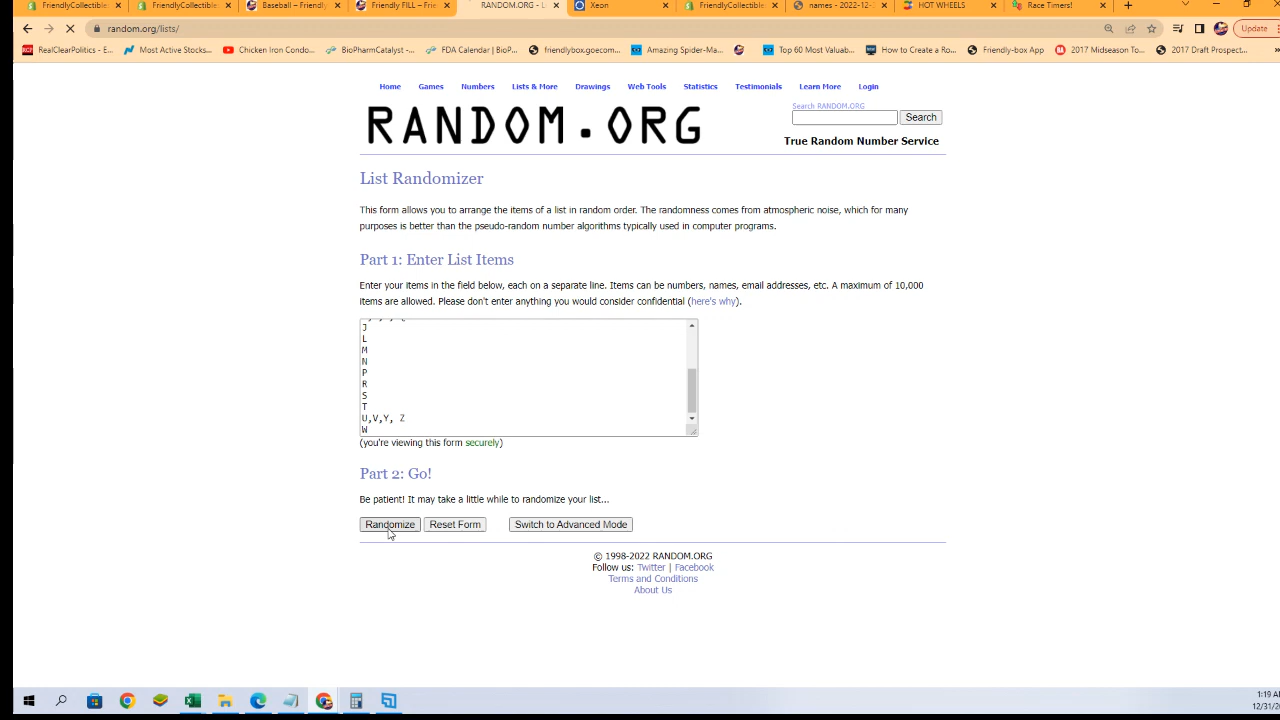 FriendlyCollectible
FriendlyCollectible
Baseball – Friendly
Friendly FILL – Frie
RANDOM.ORG - L
Xeon
FriendlyCollectible
names - 2022-12-3
HOT WHEELS
Race Timers!
random.org/lists/
Update
RealClearPolitics - E...
Most Active Stocks...
Chicken Iron Condo...
BioPharmCatalyst -...
FDA Calendar | BioP...
friendlybox.goecom...
Amazing Spider-Ma...
Top 60 Most Valuab...
How to Create a Ro...
Friendly-box App
2017 Midseason To...
2017 Draft Prospect...
Home Games Numbers Lists & More Drawings Web Tools Statistics Testimonials Learn More Login
RANDOM.ORG
Search RANDOM.ORG
Search
True Random Number Service
List Randomizer
This form allows you to arrange the items of a list in random order. The randomness comes from atmospheric noise, which for many
purposes is better than the pseudo-random number algorithms typically used in computer programs.
Part 1: Enter List Items
Enter your items in the field below, each on a separate line. Items can be numbers, names, email addresses, etc. A maximum of 10,000
items are allowed. Please don't enter anything you would consider confidential (here's why).
J
L
M
N
P
R
S
T
U,V,Y, Z
W
(you're viewing this form securely)
Part 2: Go!
Be patient! It may take a little while to randomize your list...
Randomize Reset Form Switch to Advanced Mode
© 1998-2022 RANDOM.ORG
Follow us: Twitter | Facebook
Terms and Conditions
About Us
1:19 AM
12/31/2